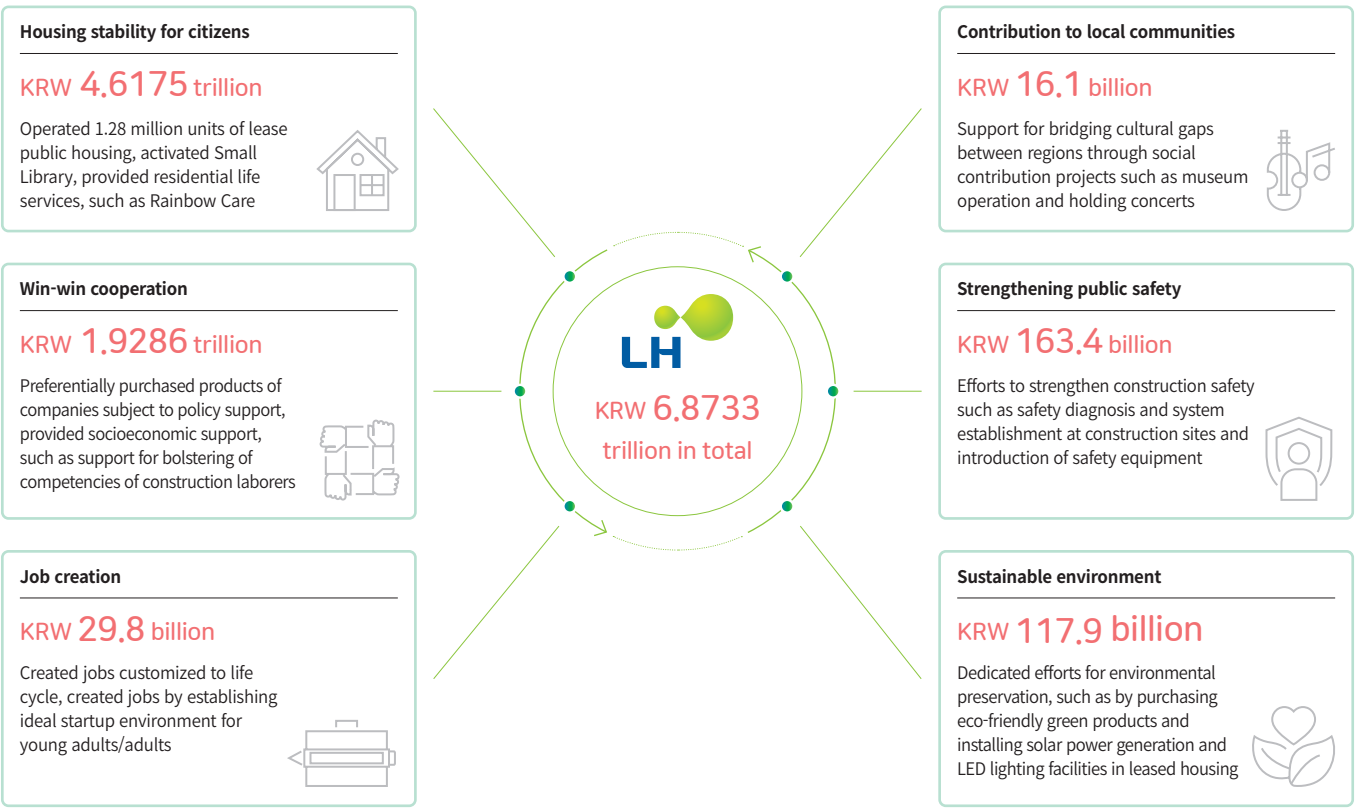 Housing stability for citizens
KRW 4.6175 trillion
Operated 1.28 million units of lease
public housing, activated Small
Library, provided residential life
services, such as Rainbow Care
Win-win cooperation
KRW 1.9286 trillion
Preferentially purchased products of
companies subject to policy support,
provided socioeconomic support,
such as support for bolstering of
competencies of construction laborers
Job creation
KRW 29.8 billion
Created jobs customized to life
cycle, created jobs by establishing
ideal startup environment for
young adults/adults
LH
KRW 6.8733
trillion in total
Contribution to local communities
KRW 16.1 billion
Support for bridging cultural gaps
between regions through social
contribution projects such as museum
operation and holding concerts
Strengthening public safety
KRW 163.4 billion
Efforts to strengthen construction safety
such as safety diagnosis and system
establishment at construction sites and
introduction of safety equipment
Sustainable environment
KRW 117.9 billion
Dedicated efforts for environmental
preservation, such as by purchasing
eco-friendly green products and
installing solar power generation and
LED lighting facilities in leased housing